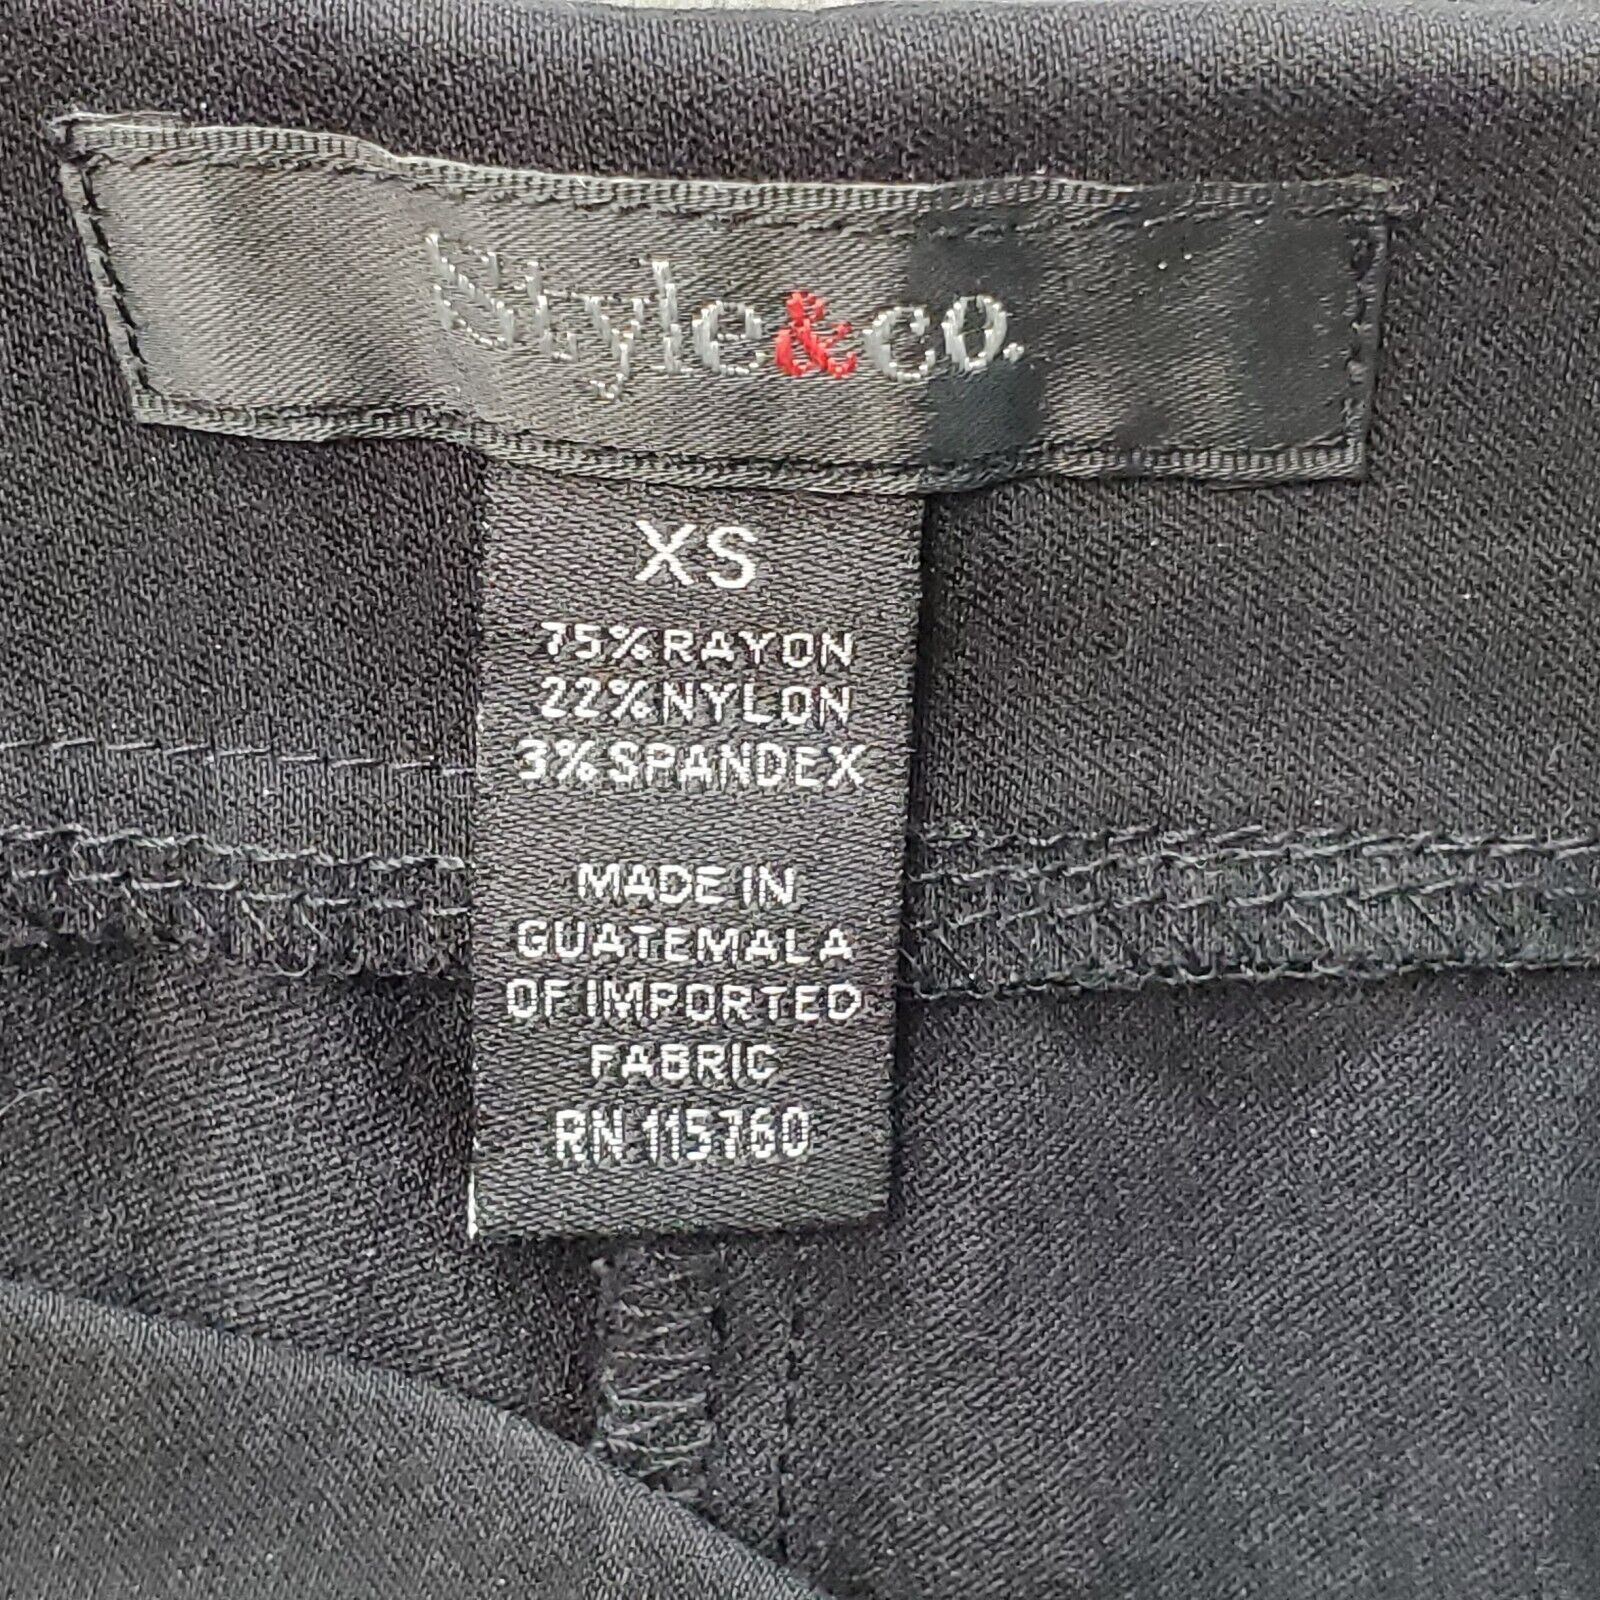 Style&co.
XS
75% RAYON
22% NYLON
3% SPANDEX
MADE IN
GUATEMALA
OF IMPORTED
FABRIC
RN 115760